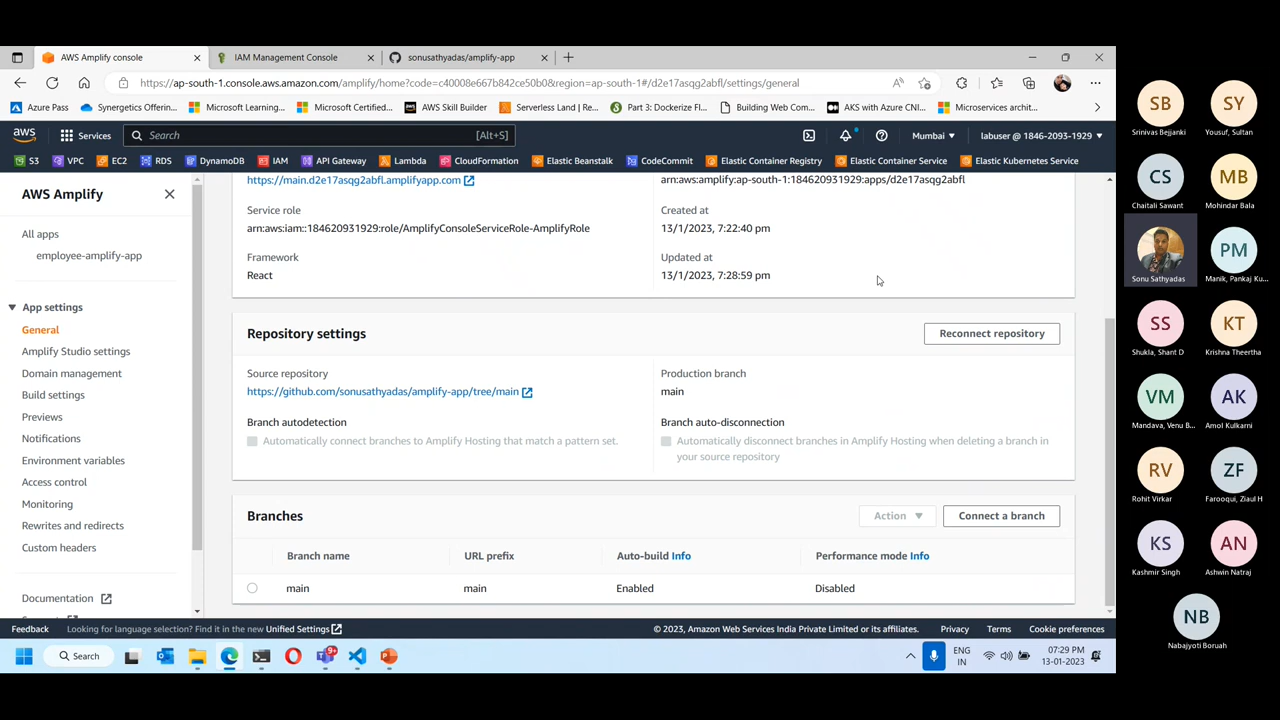 AWS Amplify console
IAM Management Console
sonusathyadas/amplify-app
https://ap-south-1.console.aws.amazon.com/amplify/home?code=c40008e667b842ce50b0&region=ap-south-1#/d2e17asqg2abfl/settings/general
Azure Pass
Synergetics Offering...
Microsoft Learning...
Microsoft Certified...
AWS Skill Builder
Serverless Land | Re...
Part 3: Dockerize Fl...
Building Web Com...
AKS with Azure CNI...
Microservices archit...
aws
Services
Search
[Alt+S]
Mumbai
labuser @ 1846-2093-1929
S3
VPC
EC2
RDS
DynamoDB
IAM
API Gateway
Lambda
CloudFormation
Elastic Beanstalk
CodeCommit
Elastic Container Registry
Elastic Container Service
Elastic Kubernetes Service
AWS Amplify
All apps
employee-amplify-app
App settings
General
Amplify Studio settings
Domain management
Build settings
Previews
Notifications
Environment variables
Access control
Monitoring
Rewrites and redirects
Custom headers
Documentation
https://main.d2e17asqg2abfl.amplifyapp.com
arn:aws:amplify:ap-south-1:184620931929:apps/d2e17asqg2abfl
Service role
arn:aws:iam::184620931929:role/AmplifyConsoleServiceRole-AmplifyRole
Created at
13/1/2023, 7:22:40 pm
Framework
React
Updated at
13/1/2023, 7:28:59 pm
Repository settings
Reconnect repository
Source repository
https://github.com/sonusathyadas/amplify-app/tree/main
Production branch
main
Branch autodetection
Automatically connect branches to Amplify Hosting that match a pattern set.
Branch auto-disconnection
Automatically disconnect branches in Amplify Hosting when deleting a branch in
your source repository
Branches
Action
Connect a branch
Branch name
URL prefix
Auto-build Info
Performance mode Info
main
main
Enabled
Disabled
Feedback
Looking for language selection? Find it in the new Unified Settings
© 2023, Amazon Web Services India Private Limited or its affiliates.
Privacy
Terms
Cookie preferences
Search
9+
ENG
IN
07:29 PM
13-01-2023
SB
Srinivas Bejjanki
SY
Yousuf, Sultan
CS
Chaitali Sawant
MB
Mohindar Bala
Sonu Sathyadas
PM
Manik, Pankaj Ku...
SS
Shukla, Shant D
KT
Krishna Theertha
VM
Mandava, Venu B...
AK
Amol Kulkarni
RV
Rohit Virkar
ZF
Farooqui, Ziaul H
KS
Kashmir Singh
AN
Ashwin Natraj
NB
Nabajyoti Boruah